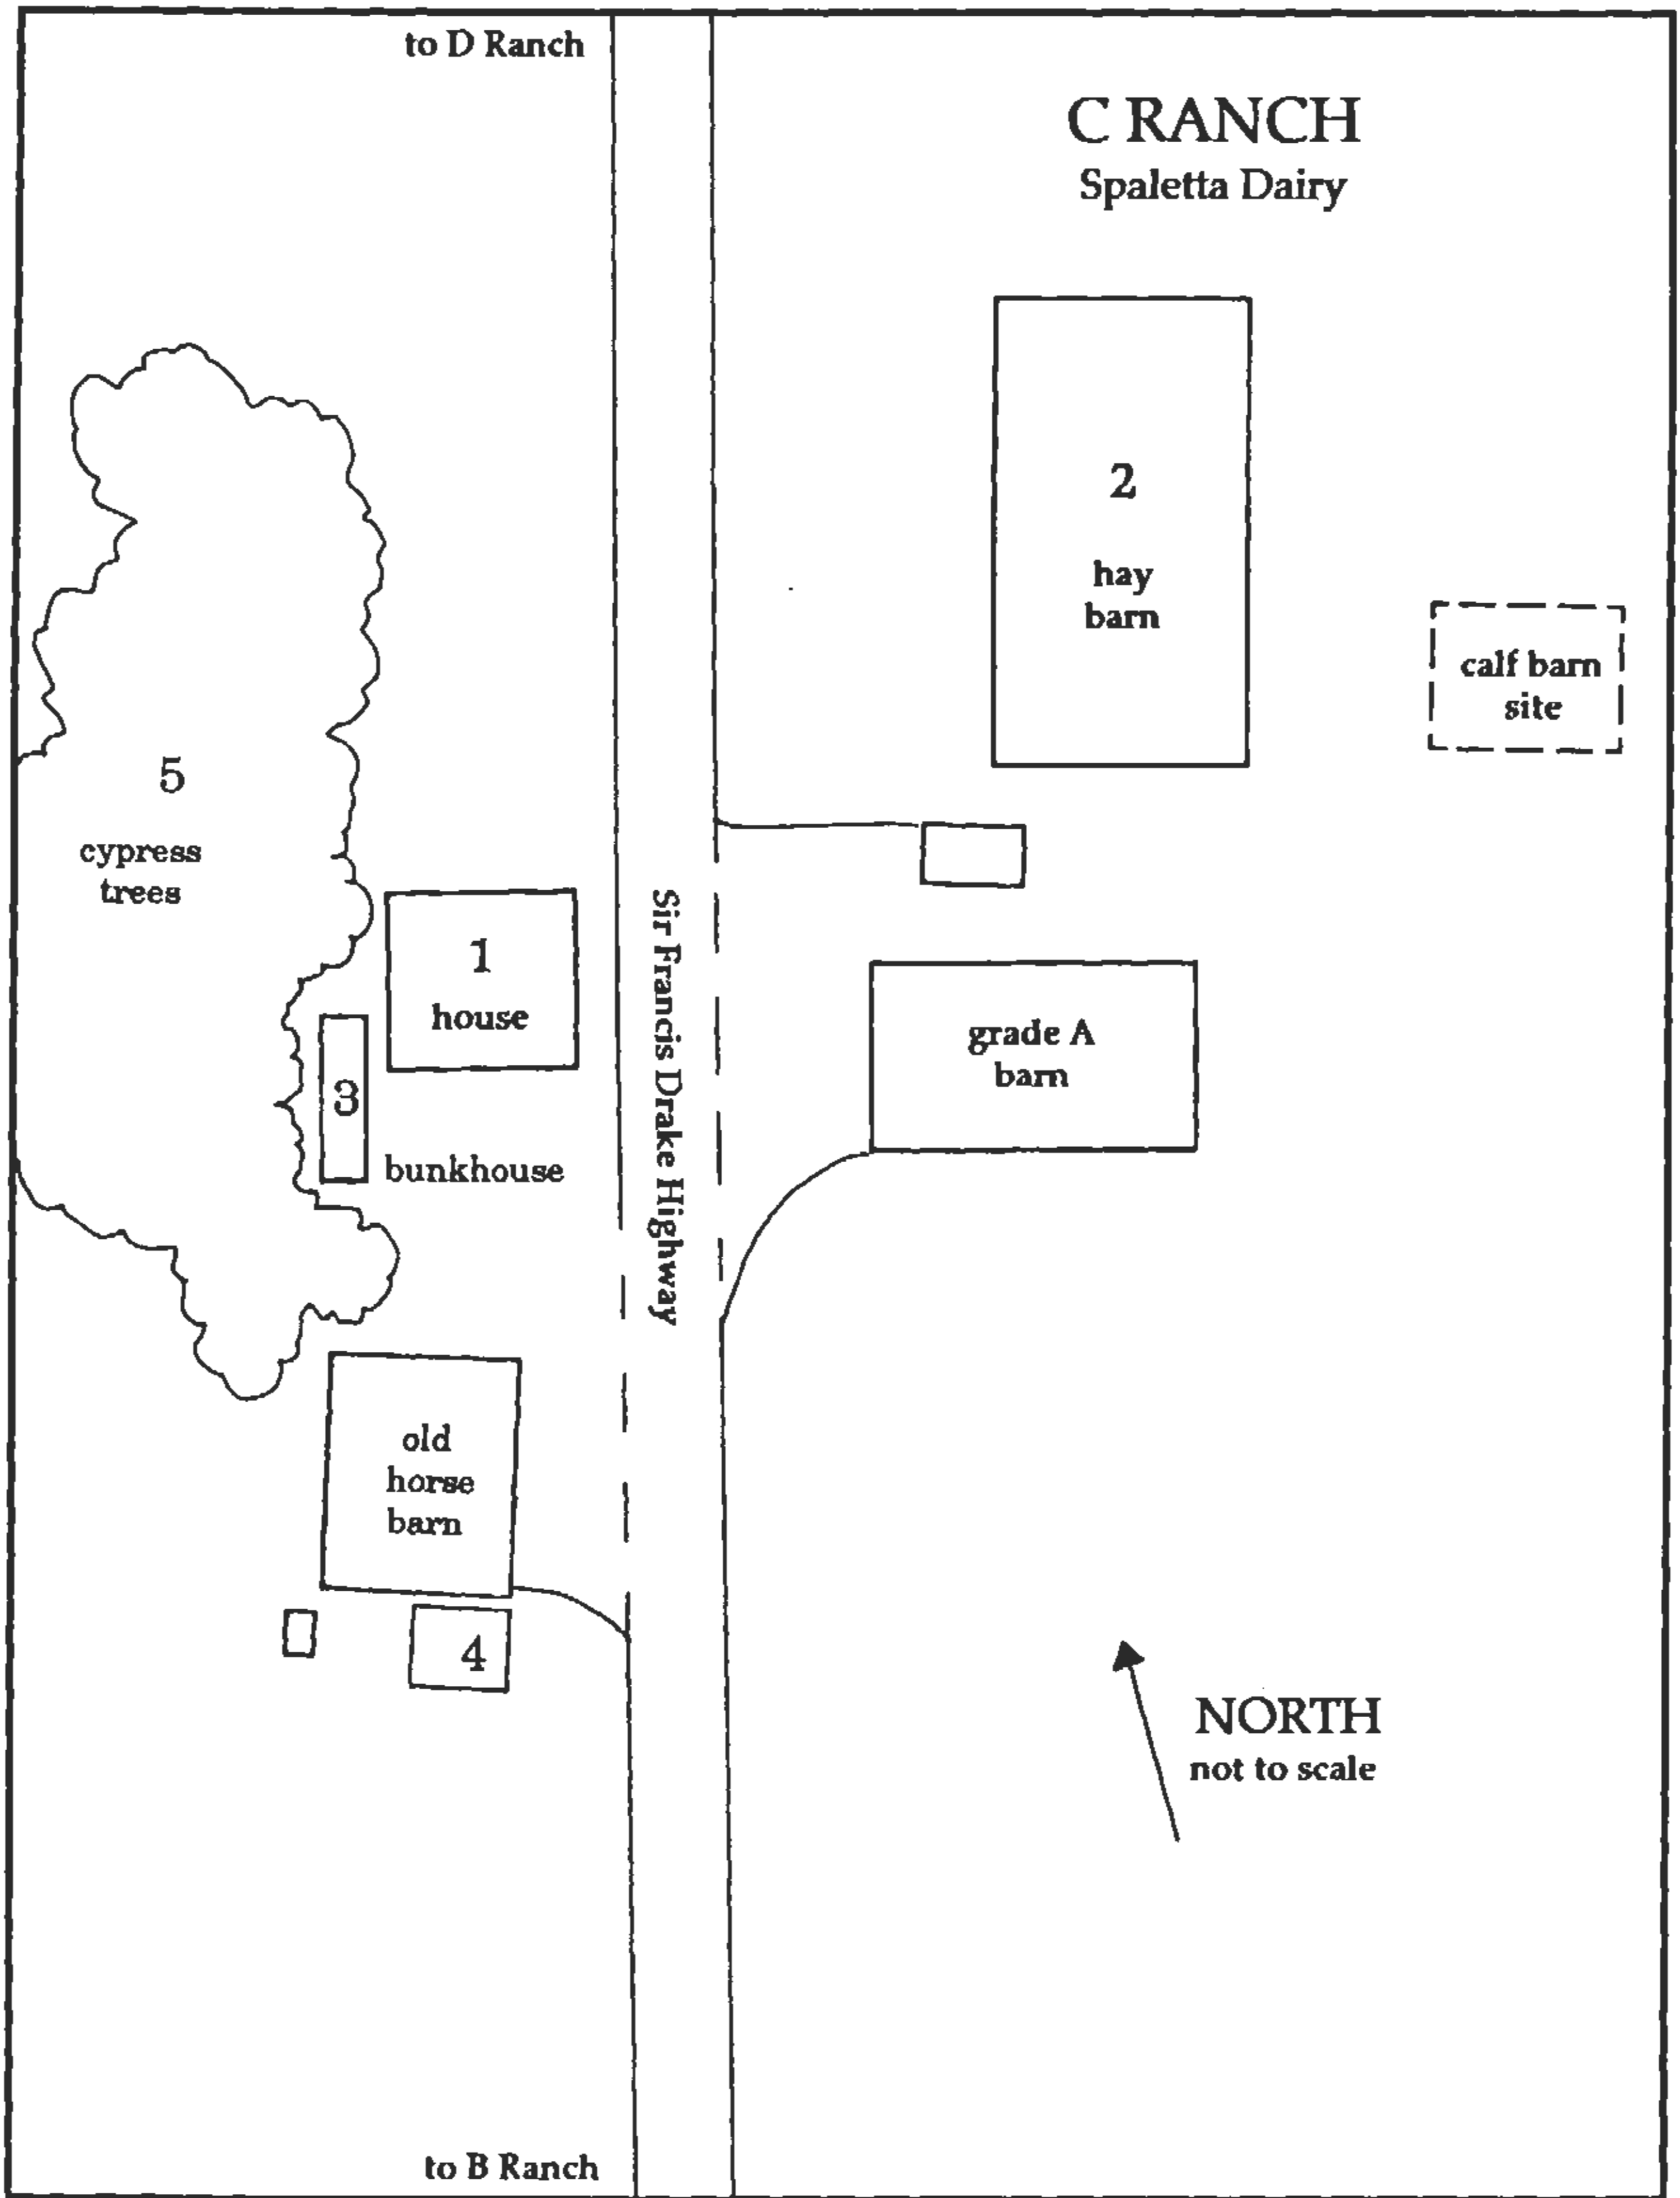 to D Ranch
C RANCH
Spaletta Dairy
2
hay
barn
calf barn
site
5
cypress
trees
1
house
Sir Francis Drake Highway
grade A
barn
3
bunkhouse
old
horse
barn
4
NORTH
not to scale
to B Ranch